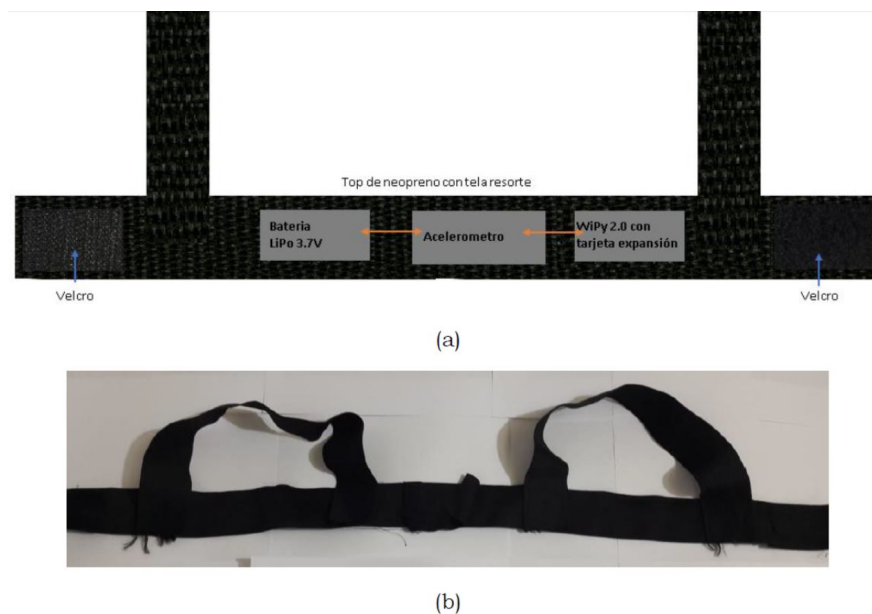 Top de neopreno con tela resorte
Bateria
LiPo 3.7V
Acelerometro
WiPy 2.0 con
tarjeta expansión
Velcro
Velcro
(a)
(b)